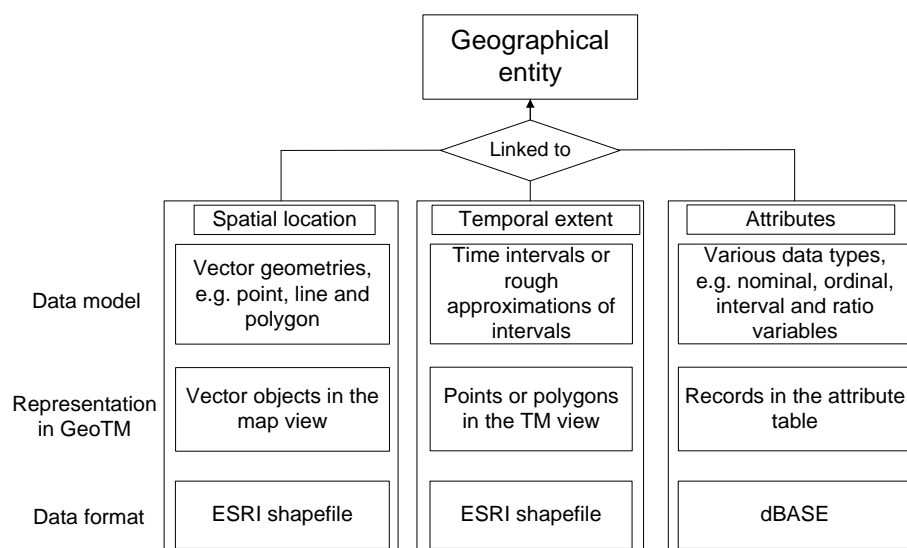 Geographical
entity
Linked to
Spatial location
Temporal extent
Attributes
Data model
Vector geometries,
e.g. point, line and
polygon
Time intervals or
rough
approximations of
intervals
Various data types,
e.g. nominal, ordinal,
interval and ratio
variables
Representation
in GeoTM
Vector objects in the
map view
Points or polygons
in the TM view
Records in the attribute
table
Data format
ESRI shapefile
ESRI shapefile
dBASE